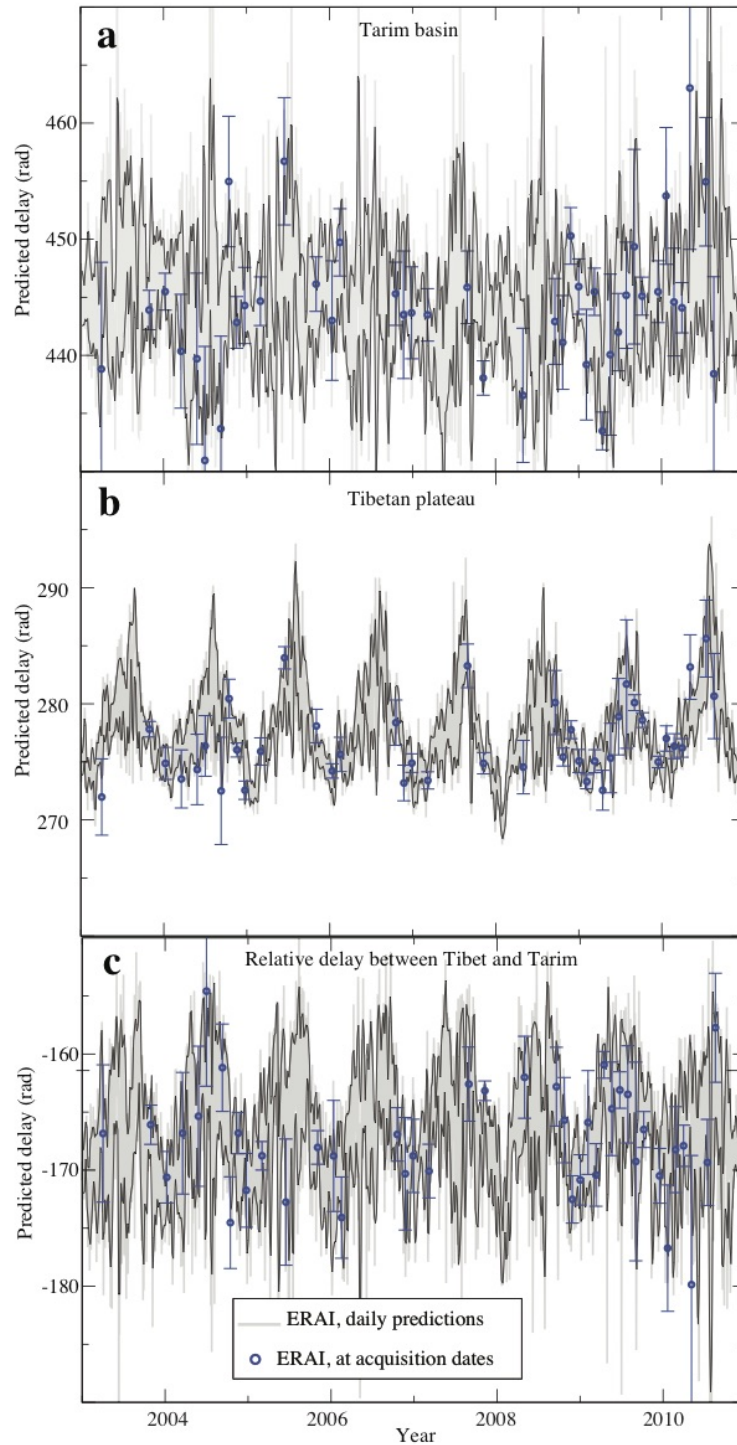 a
Tarim basin
460
450
440
Predicted delay (rad)
b
Tibetan plateau
290
280
270
Predicted delay (rad)
c
Relative delay between Tibet and Tarim
-160
-170
-180
Predicted delay (rad)
ERAI, daily predictions
ERAI, at acquisition dates
2004
2006
2008
2010
Year